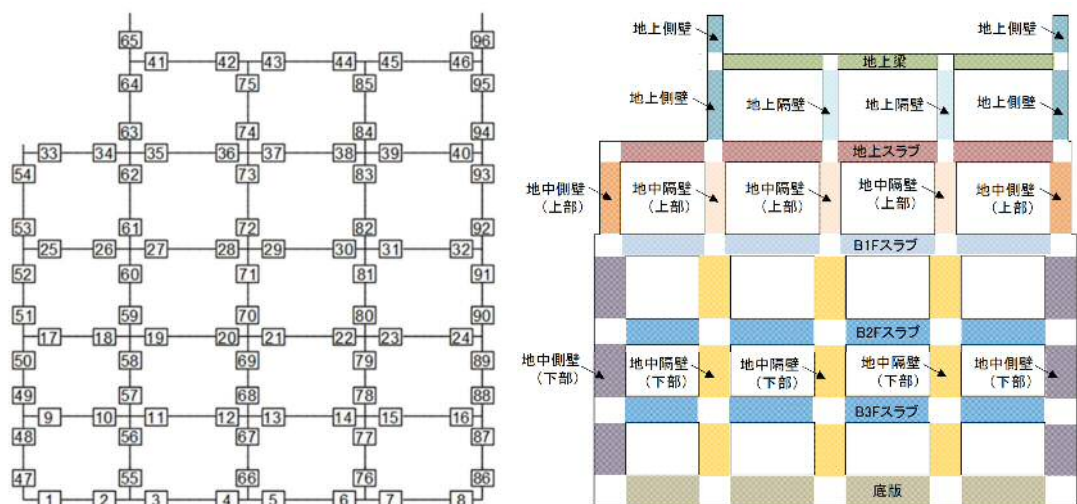 65 96
41 42 43 44 45 46
64 75 85 95
63 74 84 94
33 34 35 36 37 38 39 40
54 62 73 83 93
53 61 72 82 92
25 26 27 28 29 30 31 32
52 60 71 81 91
51 59 70 80 90
17 18 19 20 21 22 23 24
50 58 69 79 89
49 57 68 78 88
9 10 11 12 13 14 15 16
48 56 67 77 87
47 55 66 76 86
1 2 3 4 5 6 7 8
地上側壁 地上側壁
地上梁
地上側壁 地上隔壁 地上隔壁 地上側壁
地上スラブ
地中側壁
(上部)
地中隔壁
(上部)
地中隔壁
(上部)
地中隔壁
(上部)
地中側壁
(上部)
B1Fスラブ
B2Fスラブ
地中側壁
(下部)
地中隔壁
(下部)
地中隔壁
(下部)
地中隔壁
(下部)
地中側壁
(下部)
B3Fスラブ
底版